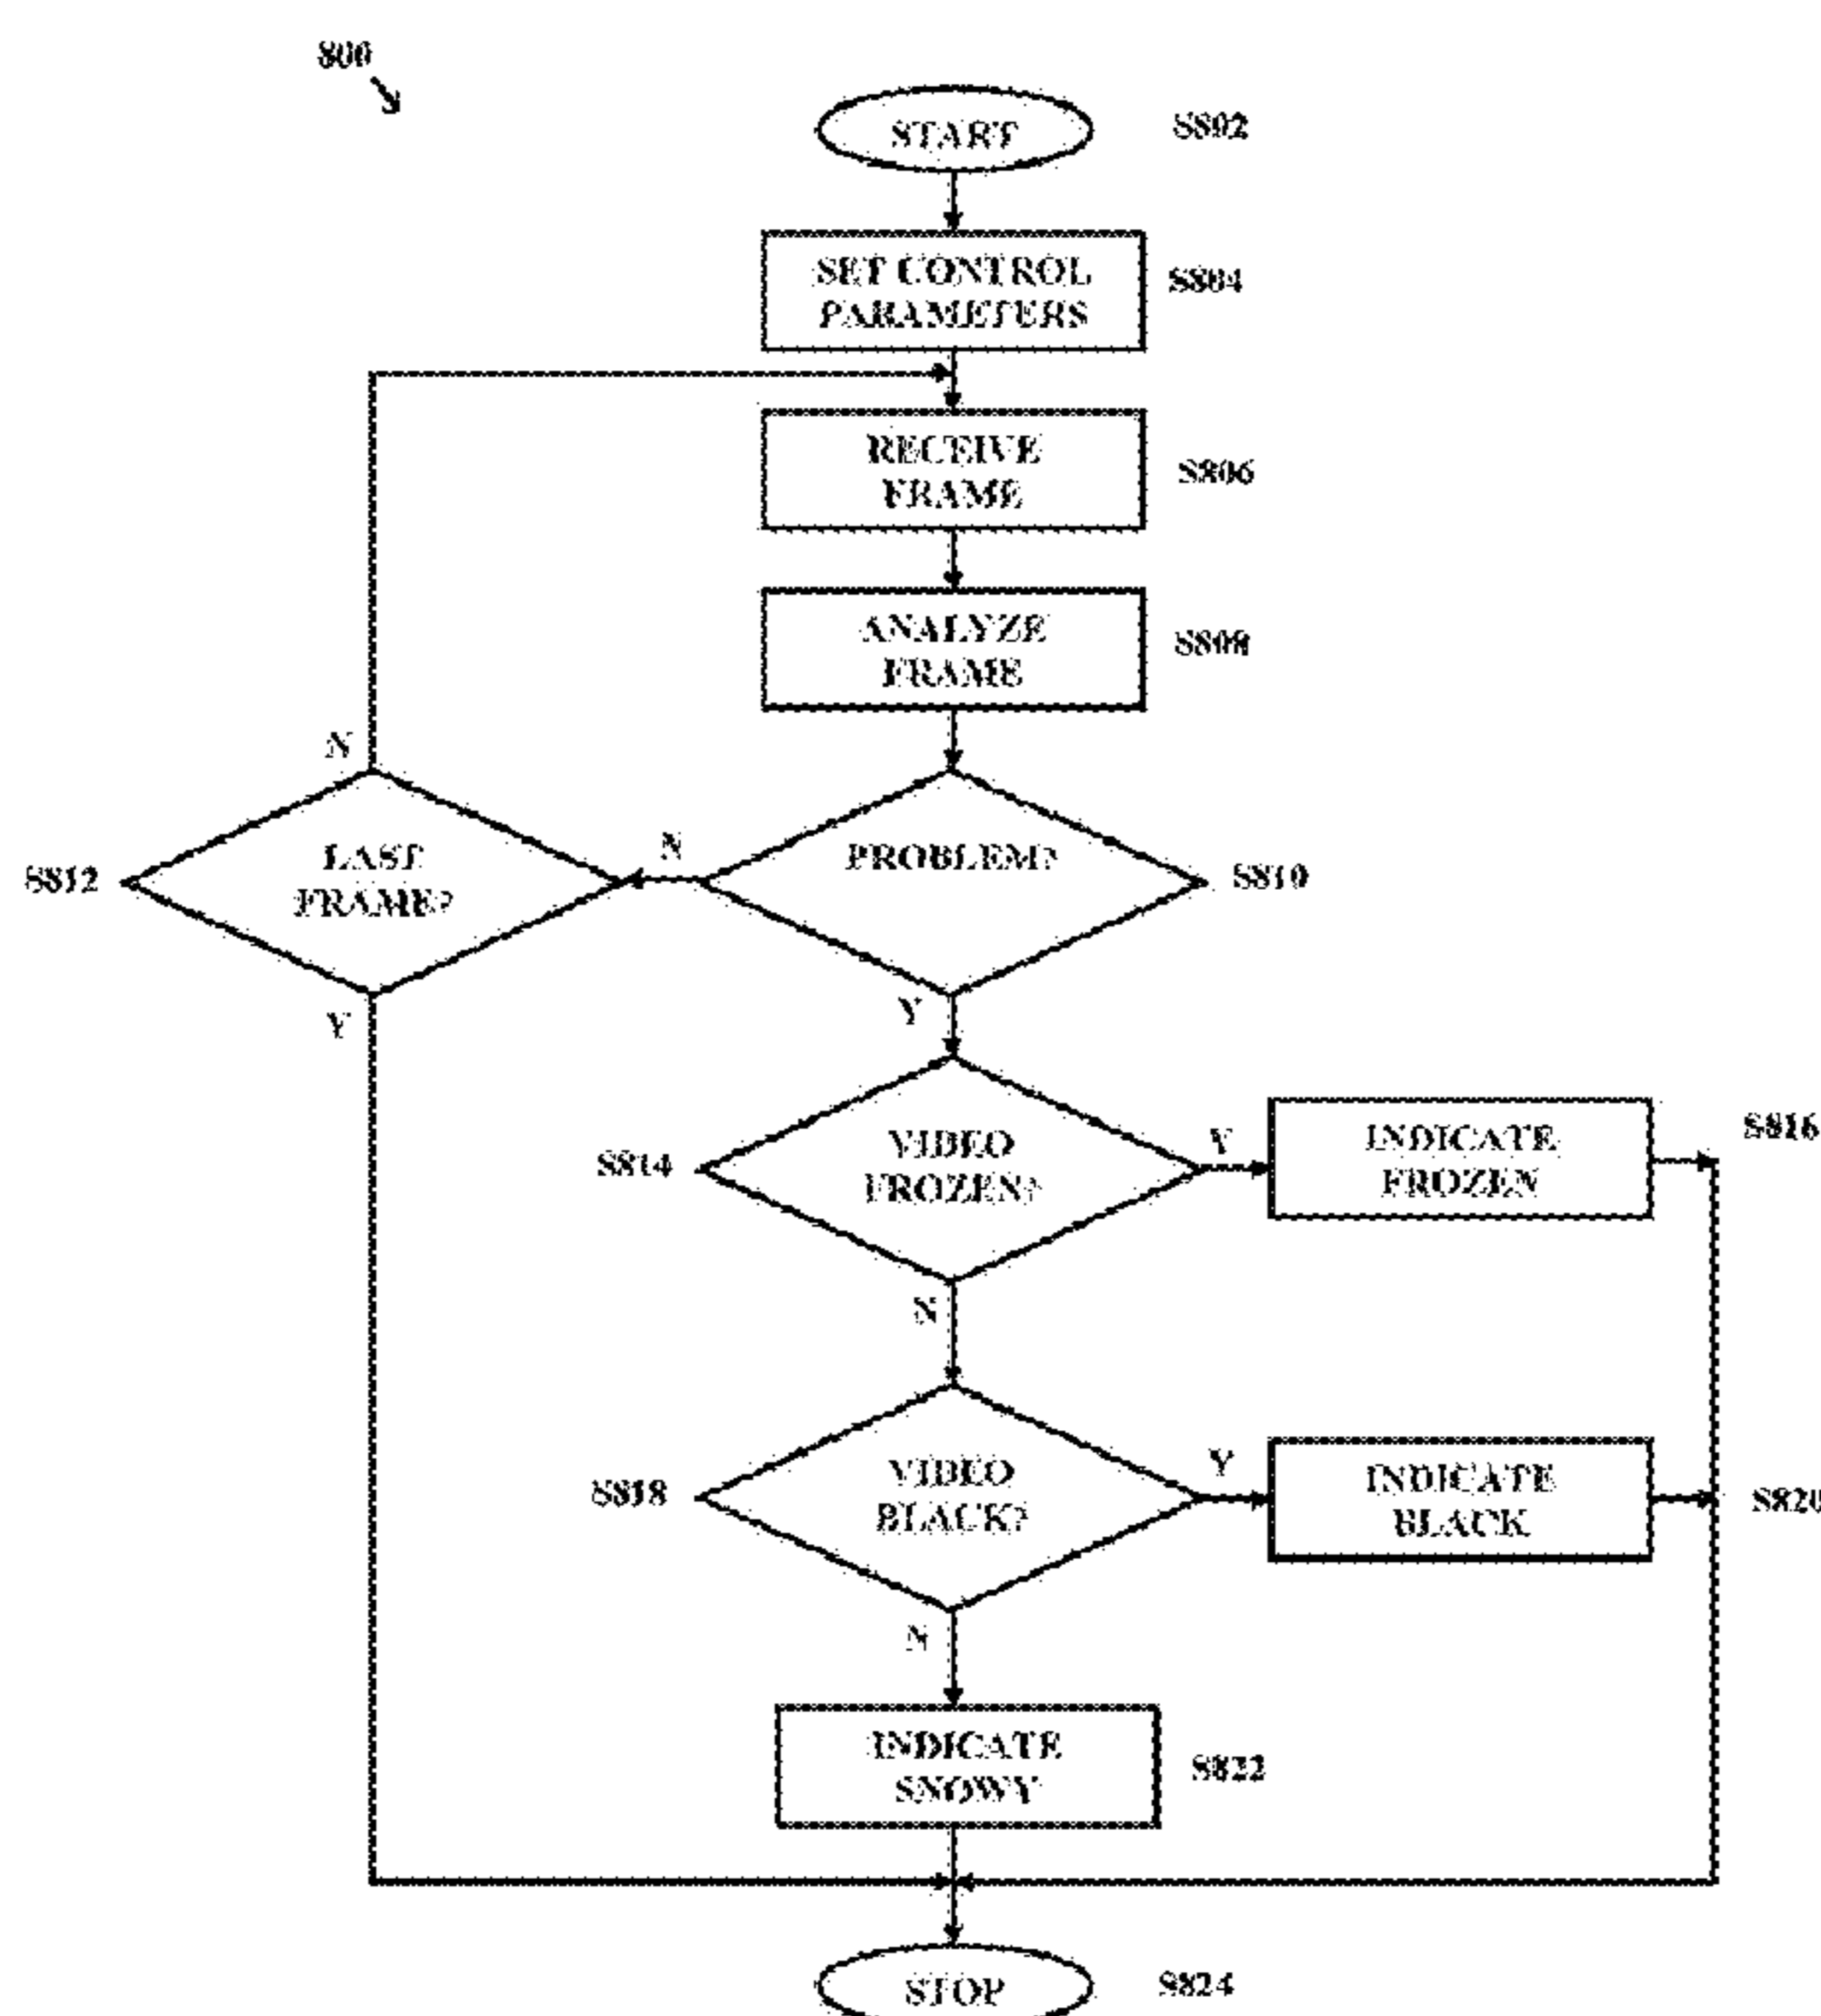 800
START
S802
SET CONTROL
PARAMETERS
S804
RECEIVE
FRAME
S806
ANALYZE
FRAME
S808
N
LAST
FRAME?
S812
Y
N
PROBLEM?
S810
Y
S814
VIDEO
FROZEN?
Y
INDICATE
FROZEN
S816
N
S818
VIDEO
BLACK?
Y
INDICATE
BLACK
S820
N
INDICATE
SNOWY
S822
STOP
S824